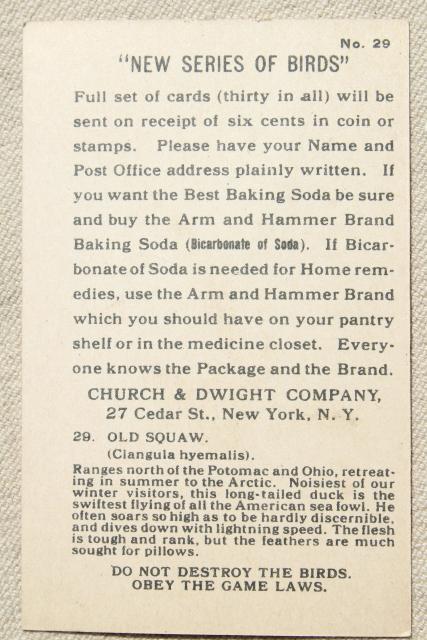 No. 29
"NEW SERIES OF BIRDS"
Full set of cards (thirty in all) will be
sent on receipt of six cents in coin or
stamps. Please have your Name and
Post Office address plainly written. If
you want the Best Baking Soda be sure
and buy the Arm and Hammer Brand
Baking Soda (Bicarbonate of Soda). If Bicar-
bonate of Soda is needed for Home rem-
edies, use the Arm and Hammer Brand
which you should have on your pantry
shelf or in the medicine closet. Every-
one knows the Package and the Brand.
CHURCH & DWIGHT COMPANY,
27 Cedar St., New York, N. Y.
29. OLD SQUAW.
(Clangula hyemalis).
Ranges north of the Potomac and Ohio, retreat-
ing in summer to the Arctic. Noisiest of our
winter visitors, this long-tailed duck is the
swiftest flying of all the American sea fowl. He
often soars so high as to be hardly discernible,
and dives down with lightning speed. The flesh
is tough and rank, but the feathers are much
sought for pillows.
DO NOT DESTROY THE BIRDS.
OBEY THE GAME LAWS.